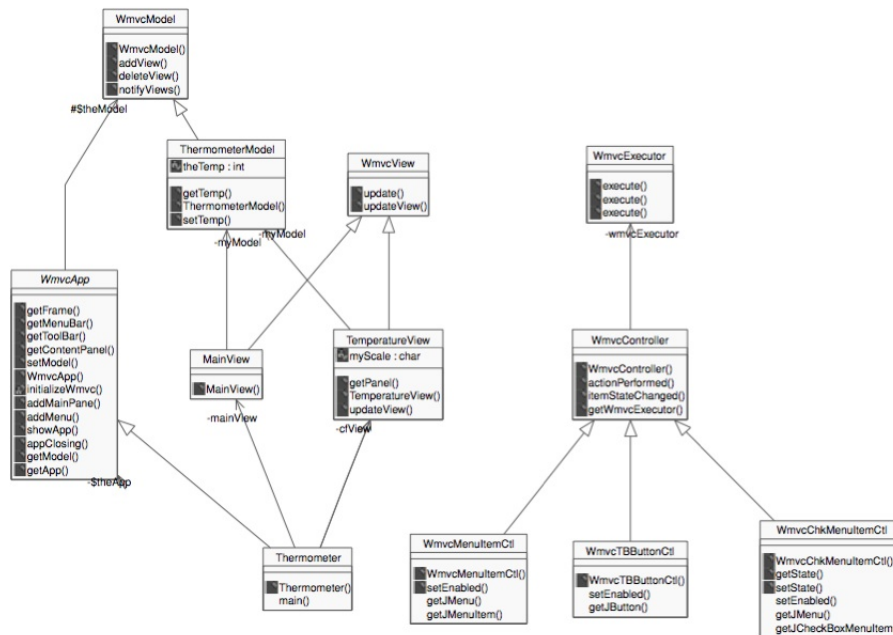 WmvcModel
WmvcModel()
addView()
deleteView()
notifyViews()
#$theModel
ThermometerModel
theTemp : int
getTemp()
ThermometerModel()
setTemp()
-myModel
-myModel
WmvcView
update()
updateView()
WmvcExecutor
execute()
execute()
execute()
-wmvcExecutor
WmvcApp
getFrame()
getMenuBar()
getToolBar()
getContentPanel()
setModel()
WmvcApp()
initializeWmvc()
addMainPane()
addMenu()
showApp()
appClosing()
getModel()
getApp()
-$theApp
MainView
MainView()
-mainView
TemperatureView
myScale : char
getPanel()
TemperatureView()
updateView()
-cfView
WmvcController
WmvcController()
actionPerformed()
itemStateChanged()
getWmvcExecutor()
Thermometer
Thermometer()
main()
WmvcMenuItemCtl
WmvcMenuItemCtl()
setEnabled()
getJMenu()
getJMenuItem()
WmvcTBButtonCtl
WmvcTBButtonCtl()
setEnabled()
getJButton()
WmvcChkMenuItemCtl
WmvcChkMenuItemCtl()
getState()
setState()
setEnabled()
getJMenu()
getJCheckBoxMenuItem